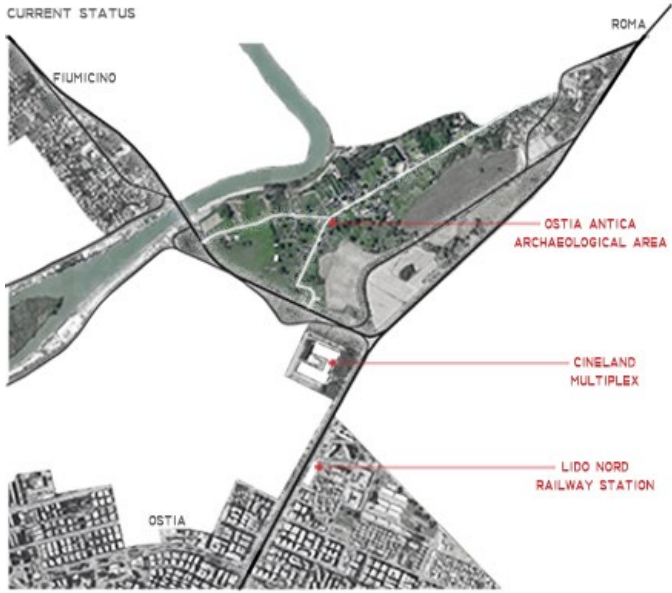 CURRENT STATUS
ROMA
FIUMICINO
OSTIA ANTICA
ARCHAEOLOGICAL AREA
CINELAND
MULTIPLEX
LIDO NORD
RAILWAY STATION
OSTIA